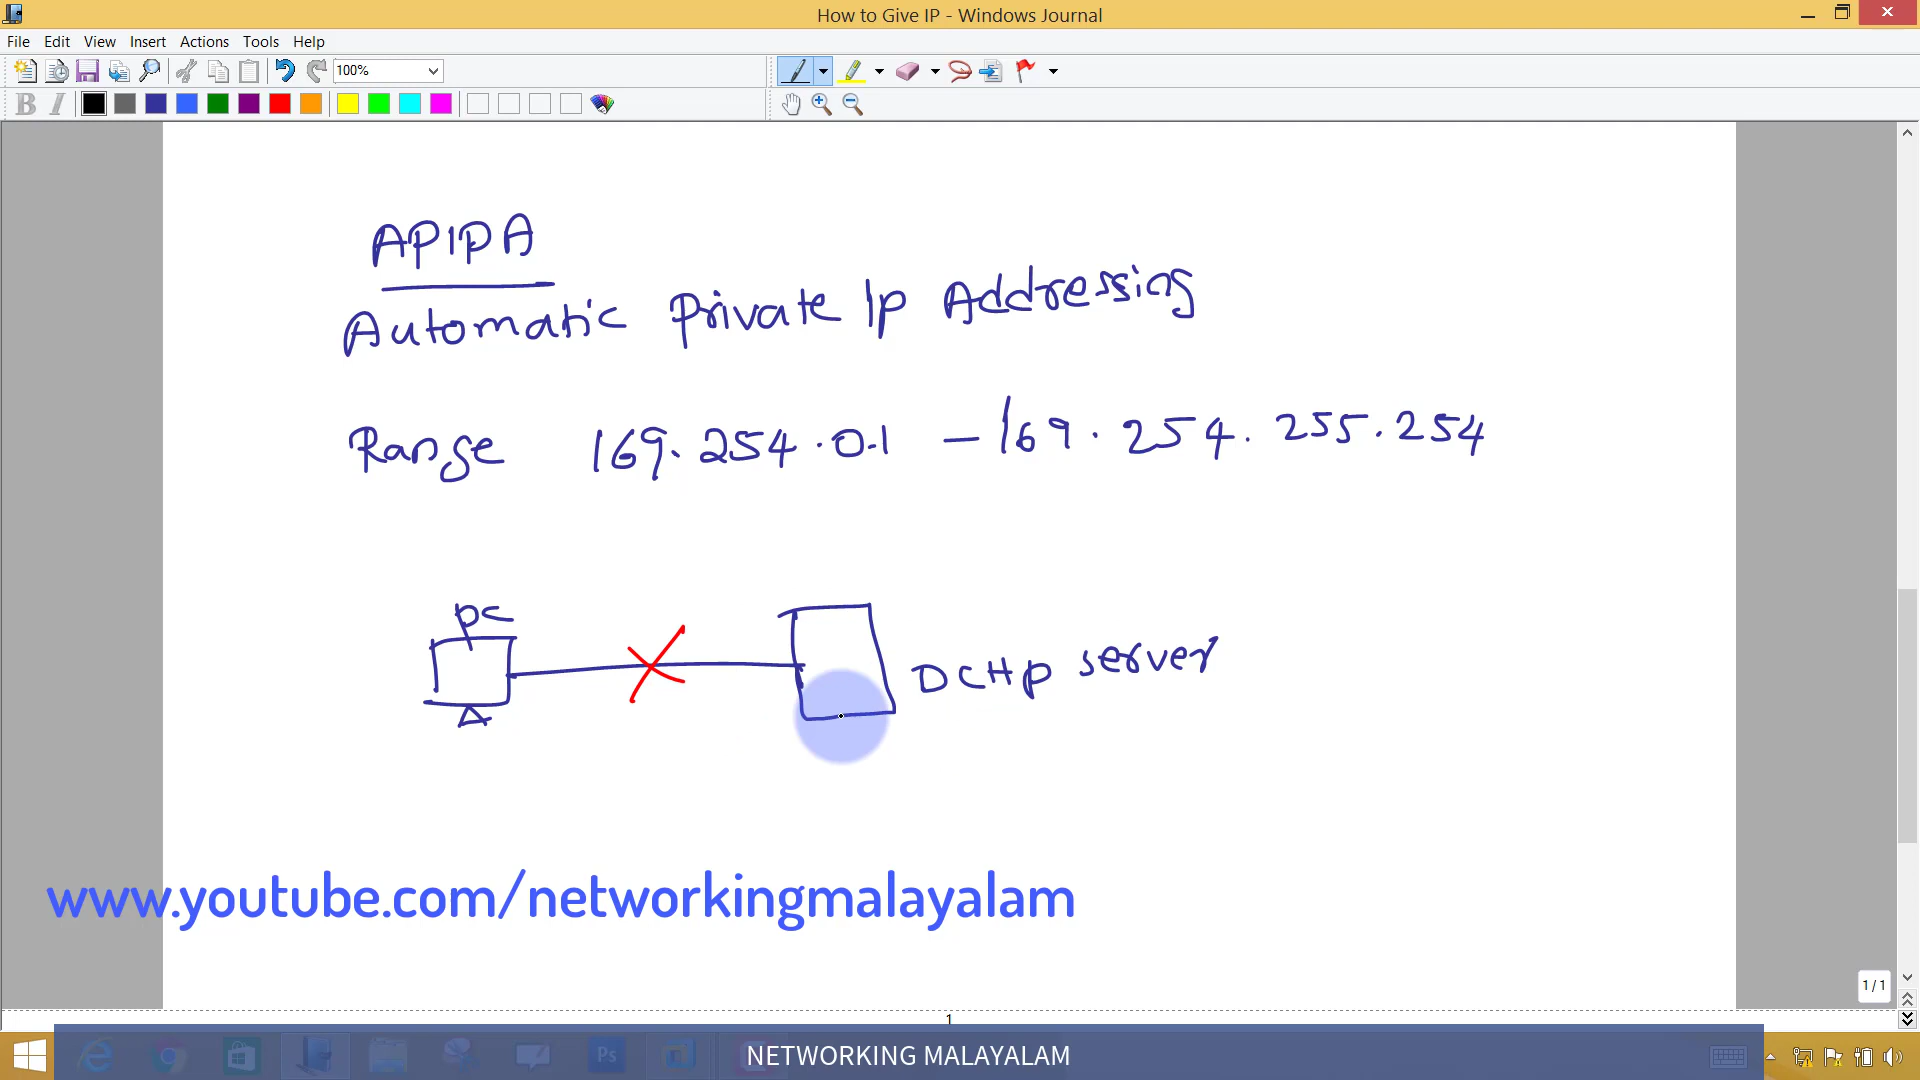 How to Give IP - Windows Journal
File Edit View Insert Actions Tools Help
100%
B I
APIPA
Automatic Private Ip Addressing
Range 169.254.0.1 - 169.254.255.254
PC
DCHP server
www.youtube.com/networkingmalayalam
1 / 1
1
Ps
NETWORKING MALAYALAM